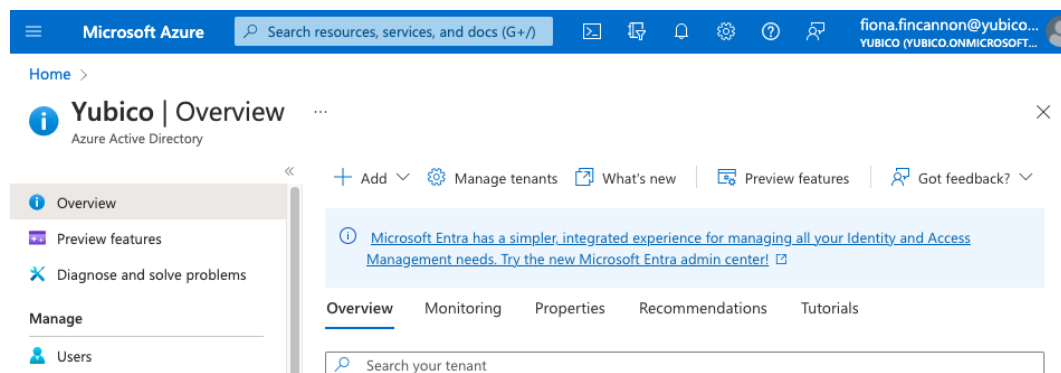 Microsoft Azure
Search resources, services, and docs (G+/)
fiona.fincannon@yubico...
YUBICO (YUBICO.ONMICROSOFT...
Home >
Yubico | Overview ...
Azure Active Directory
Add
Manage tenants
What's new
Preview features
Got feedback?
Overview
Preview features
Diagnose and solve problems
Manage
Users
Microsoft Entra has a simpler, integrated experience for managing all your Identity and Access
Management needs. Try the new Microsoft Entra admin center!
Overview
Monitoring
Properties
Recommendations
Tutorials
Search your tenant